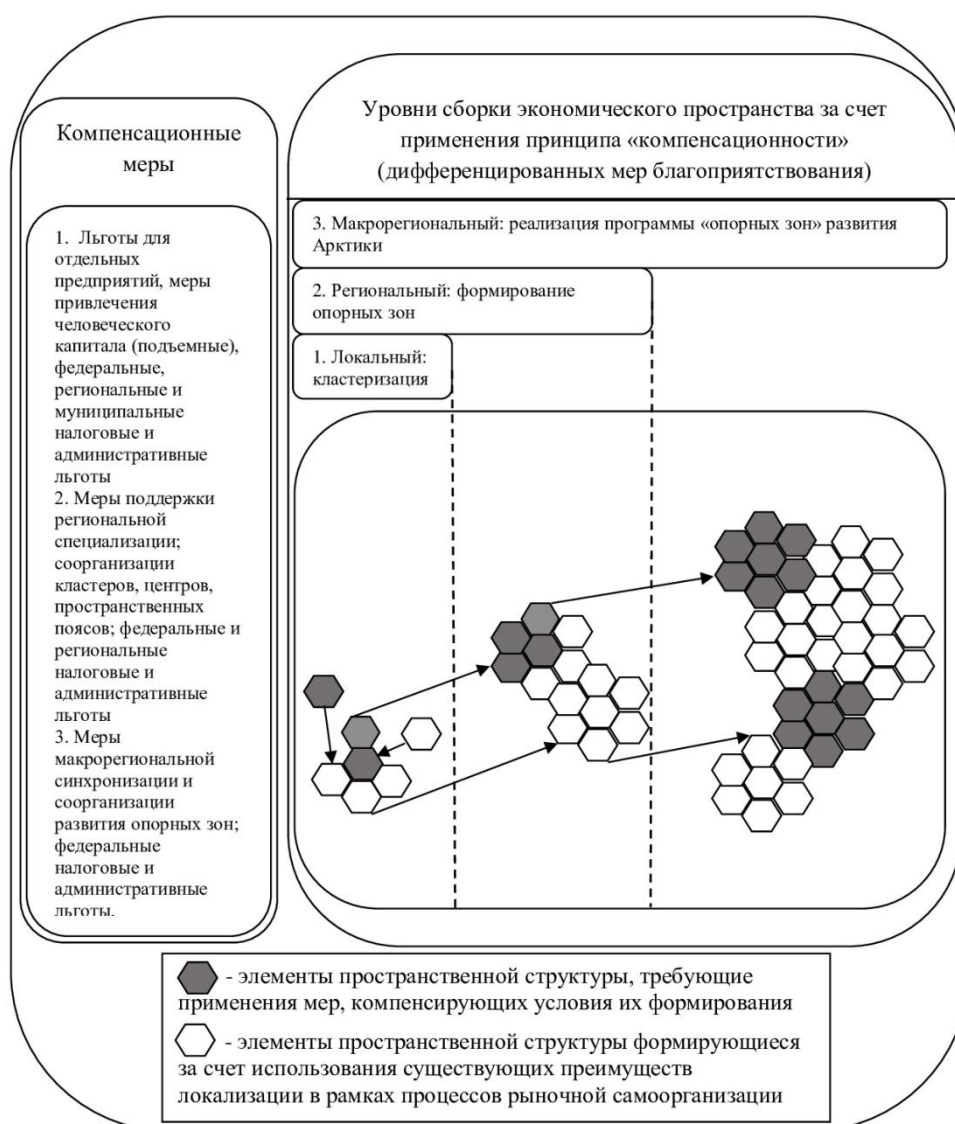 Компенсационные
меры
1. Льготы для
отдельных
предприятий, меры
привлечения
человеческого
капитала (подъемные),
федеральные,
региональные и
муниципальные
налоговые и
административные
льготы
2. Меры поддержки
региональной
специализации;
соорганизации
кластеров, центров,
пространственных
поясов; федеральные и
региональные
налоговые и
административные
льготы
3. Меры
макрорегиональной
синхронизации и
соорганизации
развития опорных зон;
федеральные
налоговые и
административные
льготы.
Уровни сборки экономического пространства за счет
применения принципа «компенсационности»
(дифференцированных мер благоприятствования)
3. Макрорегиональный: реализация программы «опорных зон» развития
Арктики
2. Региональный: формирование
опорных зон
1. Локальный:
кластеризация
- элементы пространственной структуры, требующие
применения мер, компенсирующих условия их формирования
- элементы пространственной структуры формирующиеся
за счет использования существующих преимуществ
локализации в рамках процессов рыночной самоорганизации